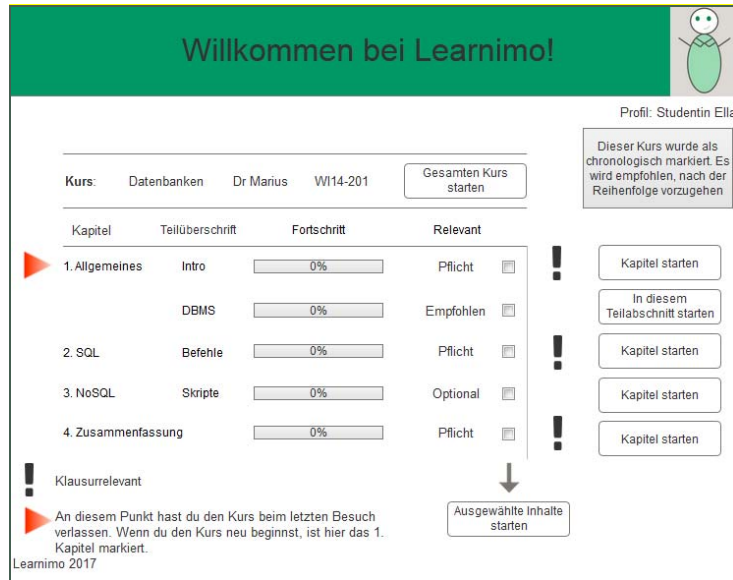 Willkommen bei Learnimo!
Profil: Studentin Ella
Dieser Kurs wurde als
chronologisch markiert. Es
wird empfohlen, nach der
Reihenfolge vorzugehen
Kurs: Datenbanken Dr Marius WI14-201 Gesamten Kurs
starten
Kapitel Teilüberschrift Fortschritt Relevant
1. Allgemeines Intro 0% Pflicht ! Kapitel starten
DBMS 0% Empfohlen In diesem
Teilabschnitt starten
2. SQL Befehle 0% Pflicht ! Kapitel starten
3. NoSQL Skripte 0% Optional Kapitel starten
4. Zusammenfassung 0% Pflicht ! Kapitel starten
! Klausurrelevant
Ausgewählte Inhalte
starten
An diesem Punkt hast du den Kurs beim letzten Besuch
verlassen. Wenn du den Kurs neu beginnst, ist hier das 1.
Kapitel markiert.
Learnimo 2017